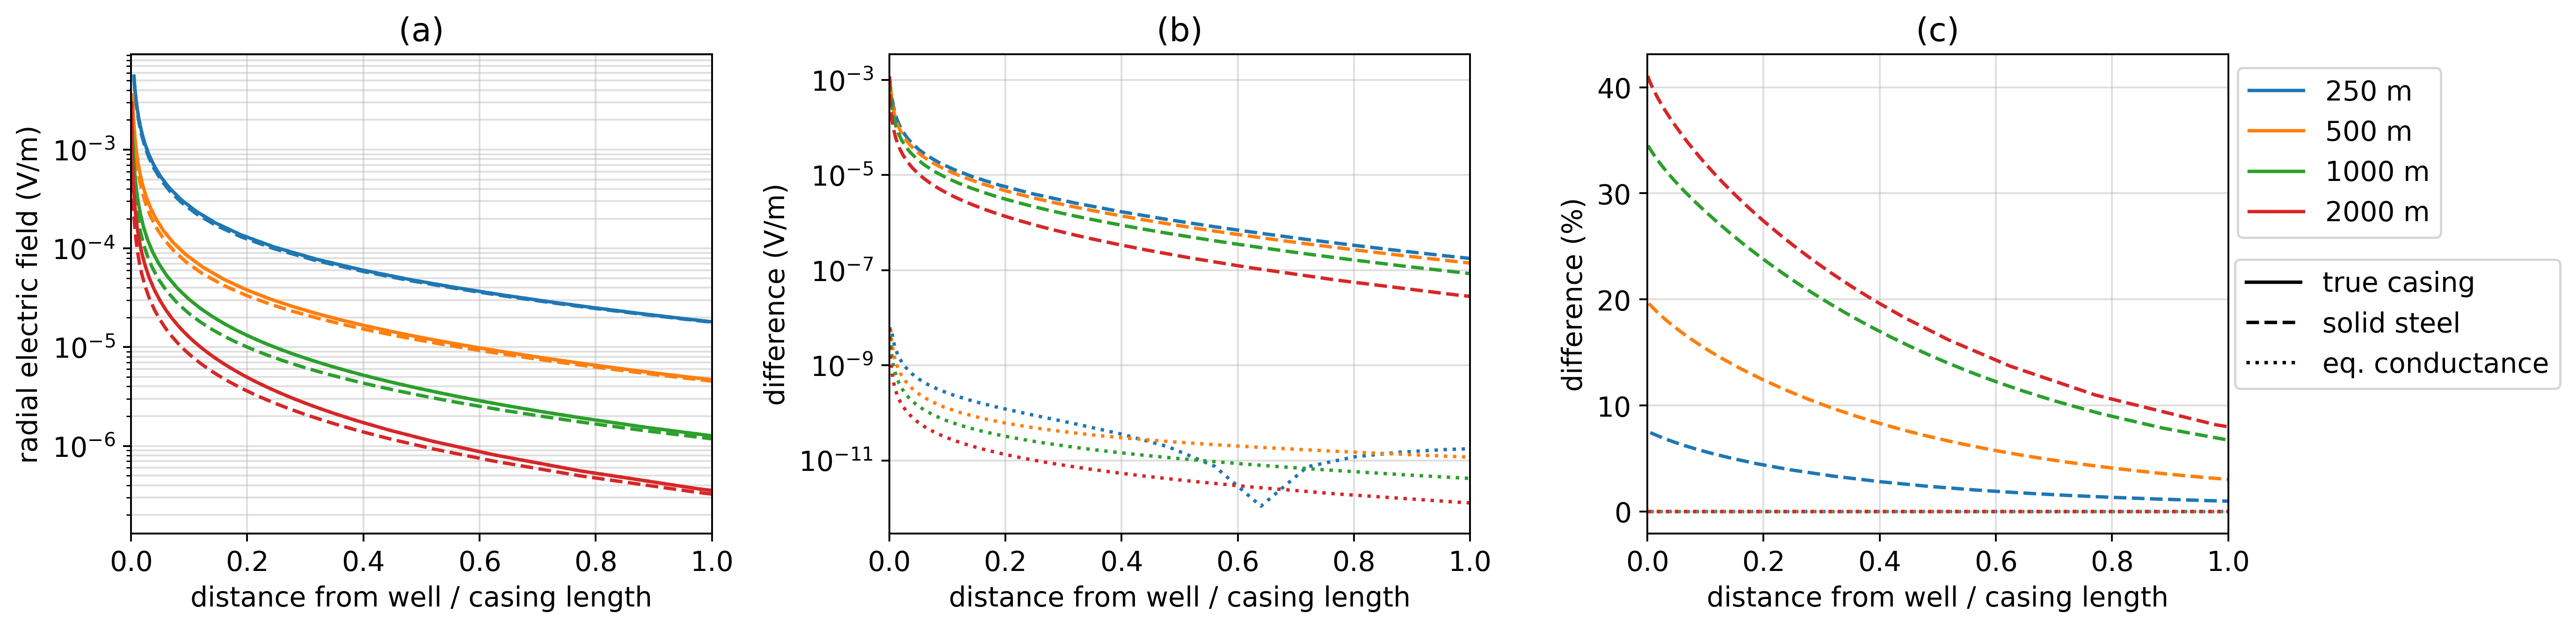 (a)
radial electric field (V/m)
10⁻³
10⁻⁴
10⁻⁵
10⁻⁶
0.0 0.2 0.4 0.6 0.8 1.0
distance from well / casing length
(b)
difference (V/m)
10⁻³
10⁻⁵
10⁻⁷
10⁻⁹
10⁻¹¹
0.0 0.2 0.4 0.6 0.8 1.0
distance from well / casing length
(c)
difference (%)
40
30
20
10
0
0.0 0.2 0.4 0.6 0.8 1.0
distance from well / casing length
250 m
500 m
1000 m
2000 m
true casing
solid steel
eq. conductance